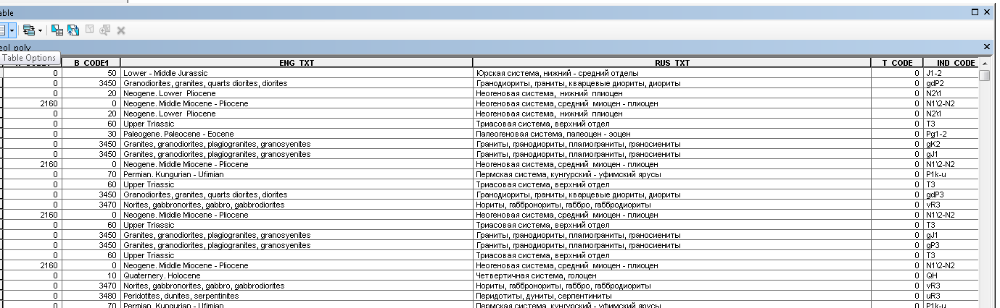 able
eol_poly
Table Options
B_CODE1 ENG_TXT RUS_TXT T_CODE IND_CODE
0 50 Lower - Middle Jurassic Юрская система, нижний - средний отделы 0 J1-2
0 3450 Granodiorites, granites, quarts diorites, diorites Гранодиориты, граниты, кварцевые диориты, диориты 0 gdP2
0 20 Neogene. Lower Pliocene Неогеновая система, нижний плиоцен 0 N2\1
2160 0 Neogene. Middle Miocene - Pliocene Неогеновая система, средний миоцен - плиоцен 0 N1\2-N2
0 20 Neogene. Lower Pliocene Неогеновая система, нижний плиоцен 0 N2\1
0 60 Upper Triassic Триасовая система, верхний отдел 0 T3
0 30 Paleogene. Paleocene - Eocene Палеогеновая система, палеоцен - эоцен 0 Pg1-2
0 3450 Granites, granodiorites, plagiogranites, granosyenites Граниты, гранодиориты, плагиограниты, граносиениты 0 gK2
0 3450 Granites, granodiorites, plagiogranites, granosyenites Граниты, гранодиориты, плагиограниты, граносиениты 0 gJ1
2160 0 Neogene. Middle Miocene - Pliocene Неогеновая система, средний миоцен - плиоцен 0 N1\2-N2
0 70 Permian. Kungurian - Ufimian Пермская система, кунгурский - уфимский ярусы 0 P1k-u
0 60 Upper Triassic Триасовая система, верхний отдел 0 T3
0 3450 Granodiorites, granites, quarts diorites, diorites Гранодиориты, граниты, кварцевые диориты, диориты 0 gdP3
0 3470 Norites, gabbronorites, gabbro, gabbrodiorites Нориты, габбронориты, габбро, габбродиориты 0 vR3
2160 0 Neogene. Middle Miocene - Pliocene Неогеновая система, средний миоцен - плиоцен 0 N1\2-N2
0 60 Upper Triassic Триасовая система, верхний отдел 0 T3
0 3450 Granites, granodiorites, plagiogranites, granosyenites Граниты, гранодиориты, плагиограниты, граносиениты 0 gJ1
0 3450 Granites, granodiorites, plagiogranites, granosyenites Граниты, гранодиориты, плагиограниты, граносиениты 0 gP3
0 60 Upper Triassic Триасовая система, верхний отдел 0 T3
2160 0 Neogene. Middle Miocene - Pliocene Неогеновая система, средний миоцен - плиоцен 0 N1\2-N2
0 10 Quaternery. Holocene Четвертичная система, голоцен 0 QH
0 3470 Norites, gabbronorites, gabbro, gabbrodiorites Нориты, габбронориты, габбро, габбродиориты 0 vR3
0 3480 Peridotites, dunites, serpentinites Перидотиты, дуниты, серпентиниты 0 uR3
0 70 Permian. Kungurian - Ufimian Пермская система, кунгурский - уфимский ярусы 0 P1k-u